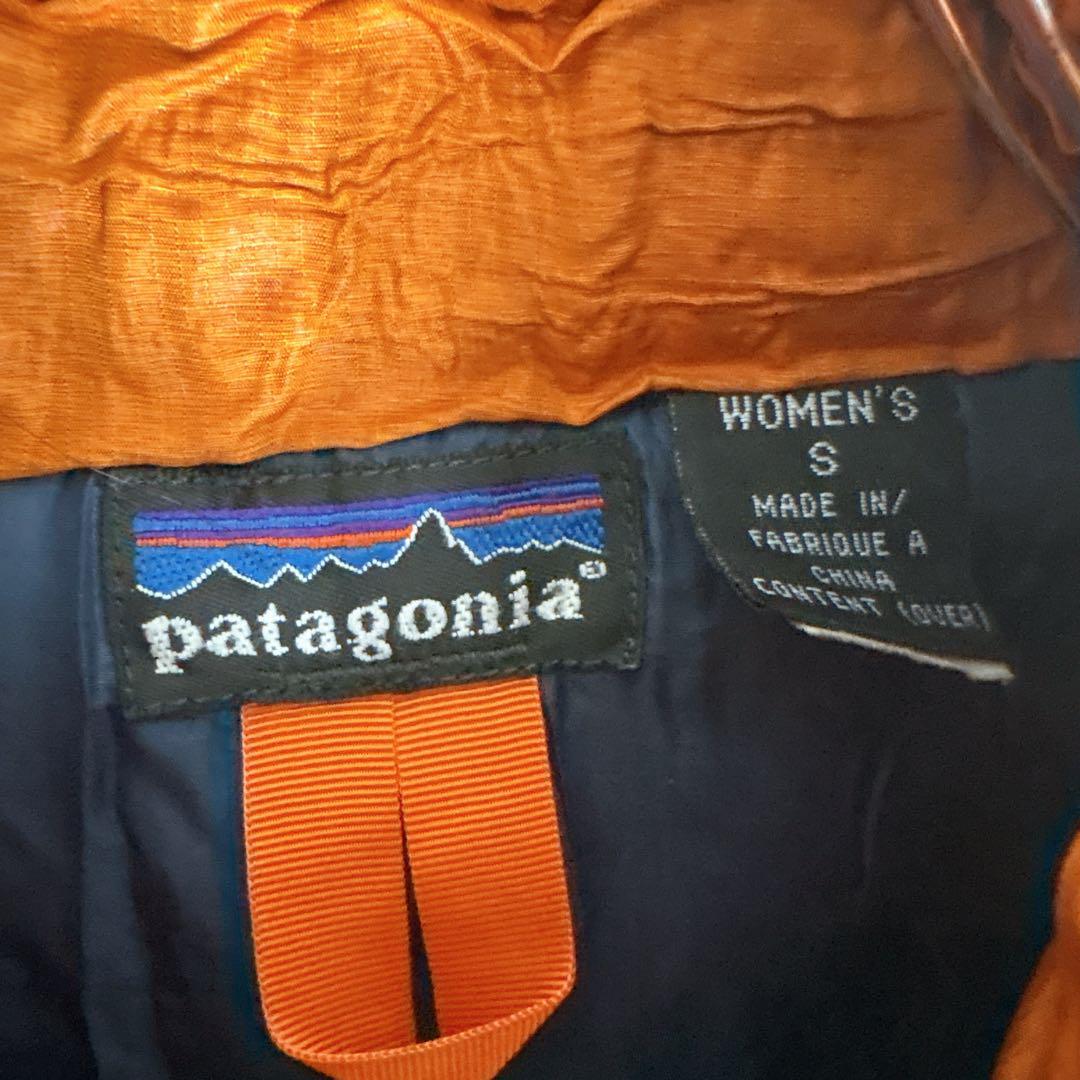 patagonia®
WOMEN'S
S
MADE IN/
FABRIQUE A
CHINA
CONTENT (OVER)